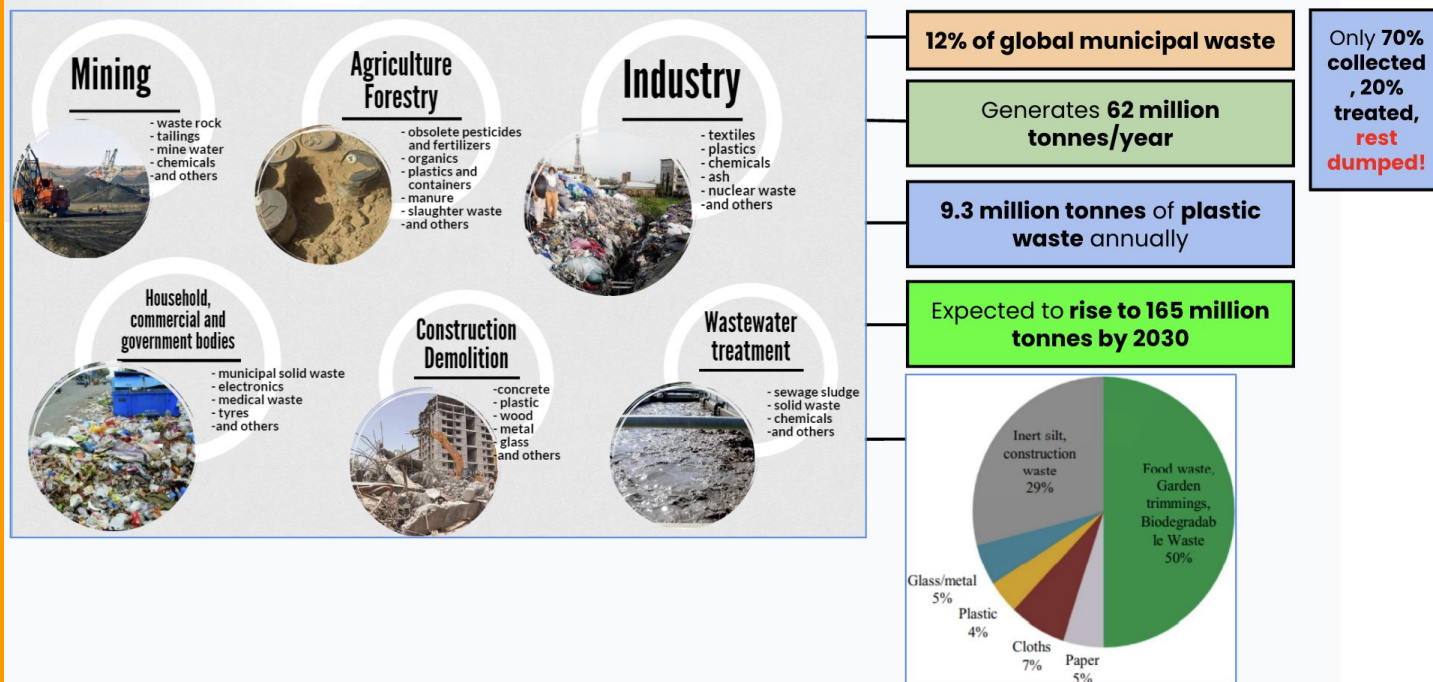 Mining
- waste rock
- tailings
- mine water
- chemicals
-and others
Agriculture
Forestry
- obsolete pesticides
and fertilizers
- organics
- plastics and
containers
- manure
- slaughter waste
-and others
Industry
- textiles
- plastics
- chemicals
- ash
- nuclear waste
-and others
Household,
commercial and
government bodies
- municipal solid waste
- electronics
- medical waste
- tyres
-and others
Construction
Demolition
-concrete
- plastic
- wood
- metal
- glass
-and others
Wastewater
treatment
- sewage sludge
- solid waste
- chemicals
-and others
12% of global municipal waste
Generates 62 million
tonnes/year
9.3 million tonnes of plastic
waste annually
Expected to rise to 165 million
tonnes by 2030
Only 70%
collected
, 20%
treated,
rest
dumped!
Inert silt,
construction
waste
29%
Food waste,
Garden
trimmings,
Biodegradab
le Waste
50%
Glass/metal
5%
Plastic
4%
Cloths
7%
Paper
5%